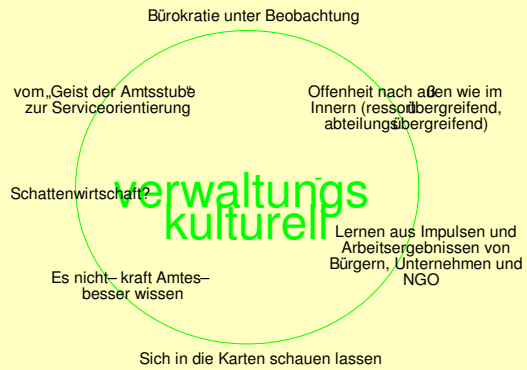 Bürokratie unter Beobachtung
vom „Geist der Amtsstube“
zur Serviceorientierung
Offenheit nach außen wie im
Innern (ressortübergreifend,
abteilungsübergreifend)
Schattenwirtschaft?
verwaltungs-
kulturell
Lernen aus Impulsen und
Arbeitsergebnissen von
Bürgern, Unternehmen und
NGO
Es nicht – kraft Amtes –
besser wissen
Sich in die Karten schauen lassen